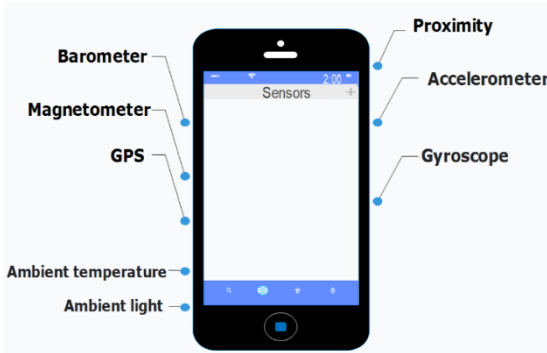 Proximity
Barometer
2.00
Accelerometer
Sensors +
Magnetometer
GPS
Gyroscope
Ambient temperature
Ambient light